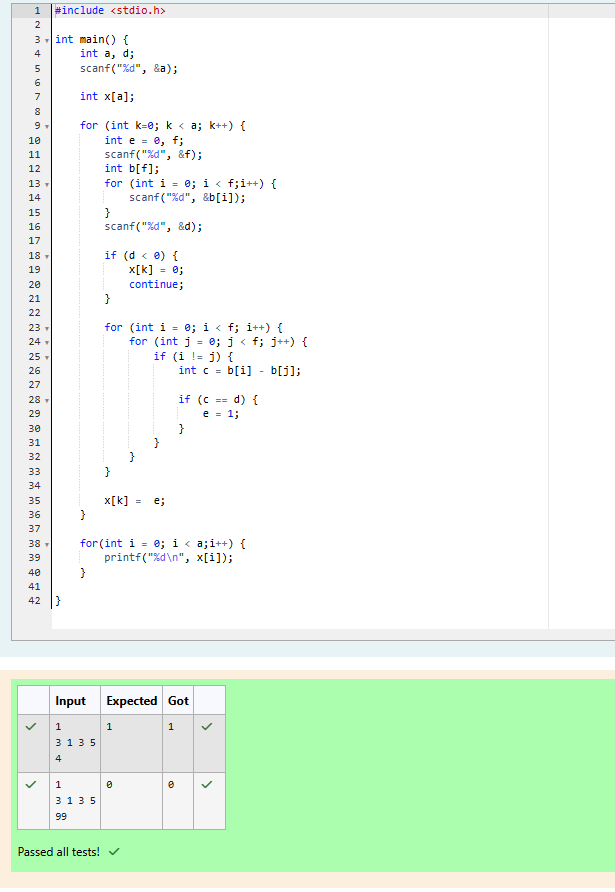 1 #include <stdio.h>
2
3 int main() {
4 int a, d;
5 scanf("%d", &a);
6
7 int x[a];
8
9 for (int k=0; k < a; k++) {
10 int e = 0, f;
11 scanf("%d", &f);
12 int b[f];
13 for (int i = 0; i < f;i++) {
14 scanf("%d", &b[i]);
15 }
16 scanf("%d", &d);
17
18 if (d < 0) {
19 x[k] = 0;
20 continue;
21 }
22
23 for (int i = 0; i < f; i++) {
24 for (int j = 0; j < f; j++) {
25 if (i != j) {
26 int c = b[i] - b[j];
27
28 if (c == d) {
29 e = 1;
30 }
31 }
32 }
33 }
34
35 x[k] =  e;
36 }
37
38 for(int i = 0; i < a;i++) {
39 printf("%d\n", x[i]);
40 }
41
42 }
Input Expected Got
1 1 1
3 1 3 5
4
1 0 0
3 1 3 5
99
Passed all tests!